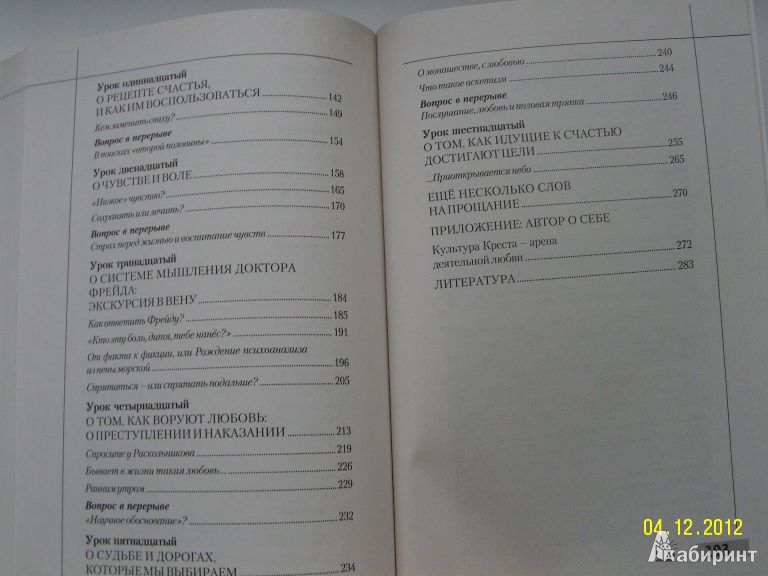 Урок одиннадцатый
О РЕЦЕПТЕ СЧАСТЬЯ,
И КАК ИМ ВОСПОЛЬЗОВАТЬСЯ 142
Кем заменить сваху? 149
Вопрос в перерыве
В поисках «второй половины» 154
Урок двенадцатый
О ЧУВСТВЕ И ВОЛЕ 158
«Низкое» чувство? 165
Сохранять или лечить? 170
Вопрос в перерыве
Страх перед жизнью и воспитание чувств 177
Урок тринадцатый
О СИСТЕМЕ МЫШЛЕНИЯ ДОКТОРА
ФРЕЙДА:
ЭКСКУРСИЯ В ВЕНУ 184
Как ответить Фрейду? 185
«Кто эту боль, дитя, тебе нанёс?» 191
От факта к фикции, или Рождение психоанализа
из пены морской 196
Спрятаться – или спрятать подальше? 205
Урок четырнадцатый
О ТОМ, КАК ВОРУЮТ ЛЮБОВЬ:
О ПРЕСТУПЛЕНИИ И НАКАЗАНИИ 213
Спросите у Раскольникова 219
Бывает в жизни такая любовь... 226
Ранним утром 229
Вопрос в перерыве
«Научное обоснование»? 232
Урок пятнадцатый
О СУДЬБЕ И ДОРОГАХ,
КОТОРЫЕ МЫ ВЫБИРАЕМ 234
О монашестве, с любовью 240
Что такое аскетизм 244
Вопрос в перерыве
Послушание, любовь и половая тряпка 246
Урок шестнадцатый
О ТОМ, КАК ИДУЩИЕ К СЧАСТЬЮ
ДОСТИГАЮТ ЦЕЛИ 255
...Приоткрывается небо 265
ЕЩЁ НЕСКОЛЬКО СЛОВ
НА ПРОЩАНИЕ 270
ПРИЛОЖЕНИЕ: АВТОР О СЕБЕ
Культура Креста – арена
деятельной любви 272
ЛИТЕРАТУРА 283
04.12.2012
Лабиринт